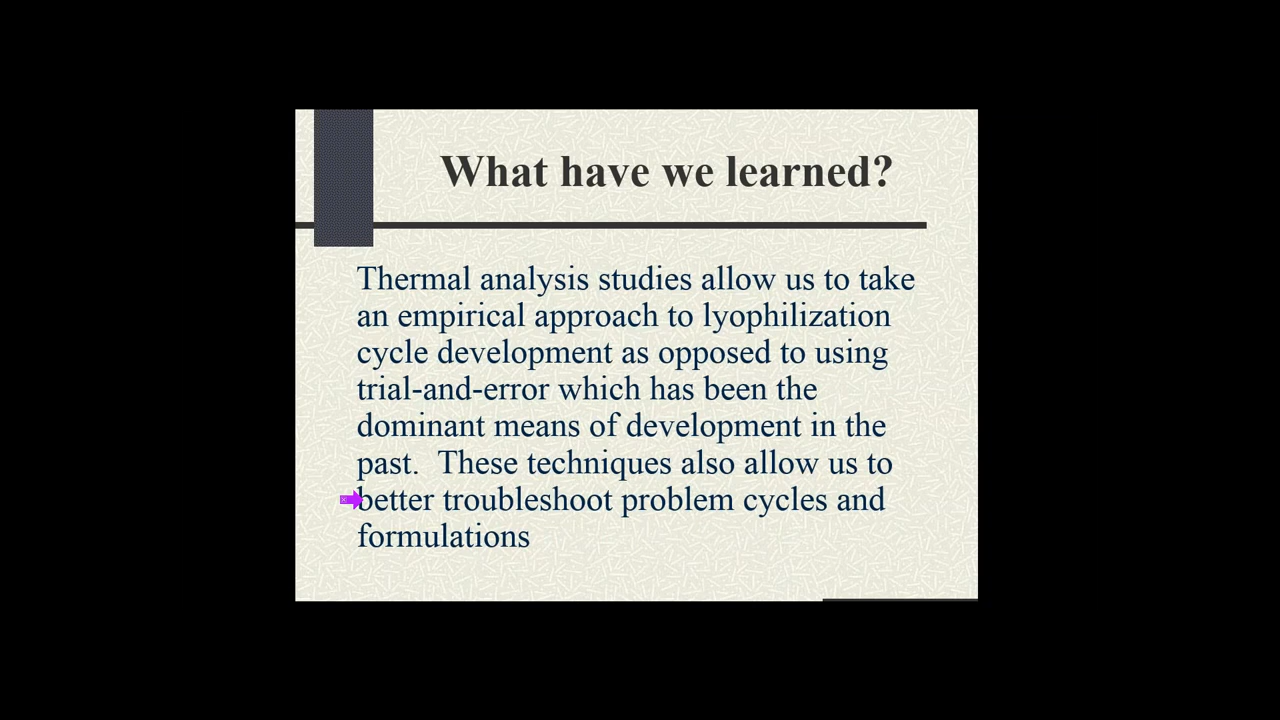 What have we learned?
Thermal analysis studies allow us to take
an empirical approach to lyophilization
cycle development as opposed to using
trial-and-error which has been the
dominant means of development in the
past.  These techniques also allow us to
better troubleshoot problem cycles and
formulations